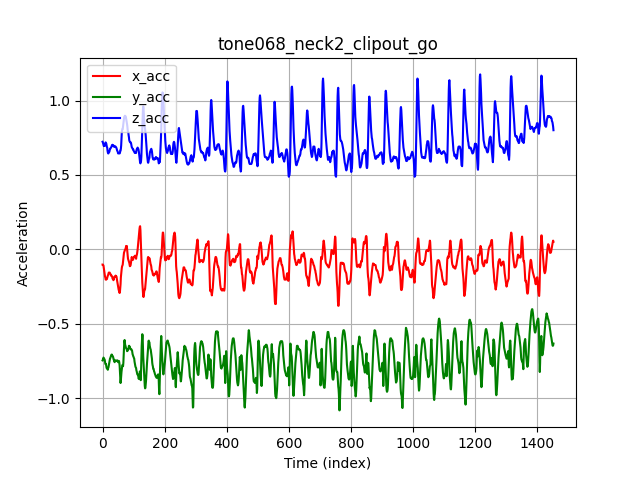 tone068_neck2_clipout_go
x_acc
y_acc
z_acc
1.0
0.5
0.0
−0.5
−1.0
Acceleration
0 200 400 600 800 1000 1200 1400
Time (index)